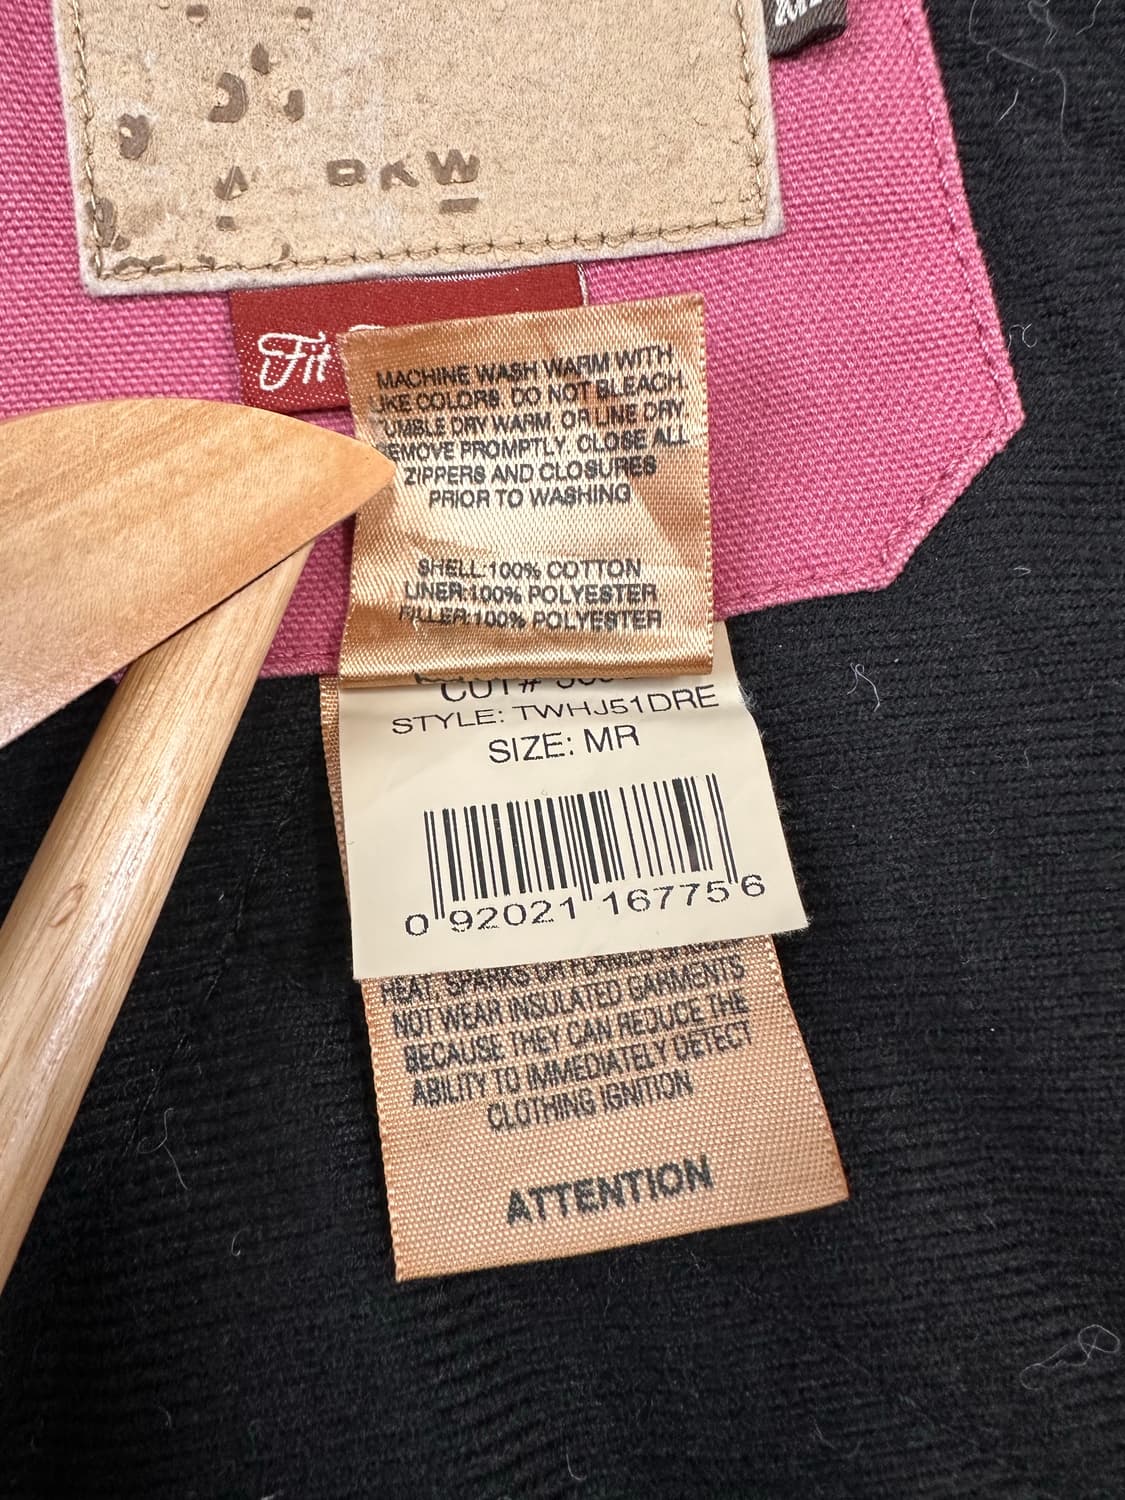 RKW
Fit
MACHINE WASH WARM WITH
LIKE COLORS. DO NOT BLEACH.
TUMBLE DRY WARM, OR LINE DRY.
REMOVE PROMPTLY. CLOSE ALL
ZIPPERS AND CLOSURES
PRIOR TO WASHING
SHELL:100% COTTON
LINER:100% POLYESTER
FILLER:100% POLYESTER
CUT#
STYLE: TWHJ51DRE
SIZE: MR
0 92021 16775 6
HEAT, SPARKS OR FLAMES SHOULD
NOT WEAR INSULATED GARMENTS
BECAUSE THEY CAN REDUCE THE
ABILITY TO IMMEDIATELY DETECT
CLOTHING IGNITION
ATTENTION